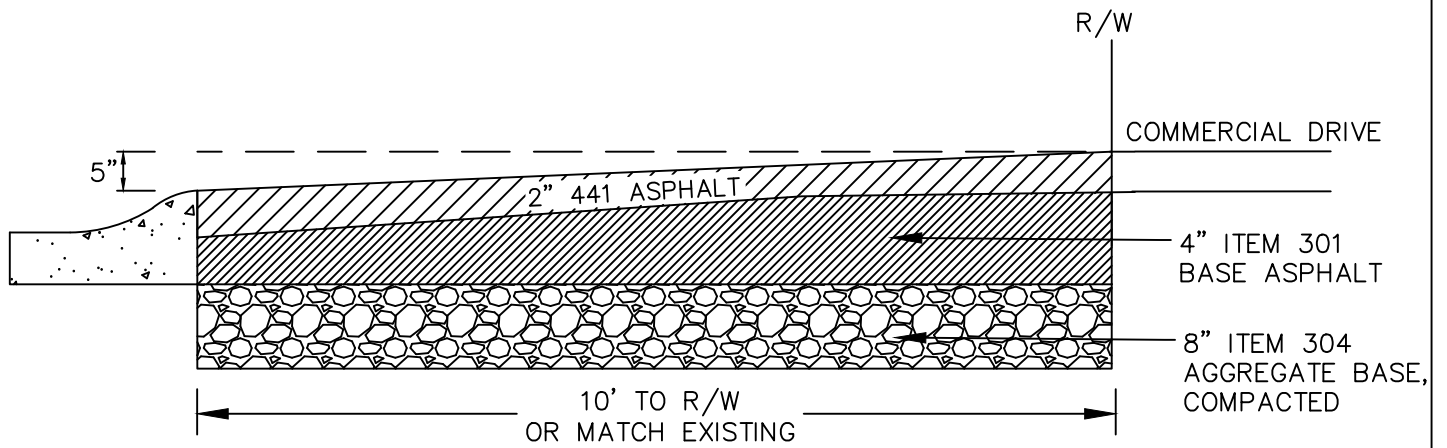 R/W
COMMERCIAL DRIVE
5"
2" 441 ASPHALT
4" ITEM 301
BASE ASPHALT
8" ITEM 304
AGGREGATE BASE,
COMPACTED
10' TO R/W
OR MATCH EXISTING